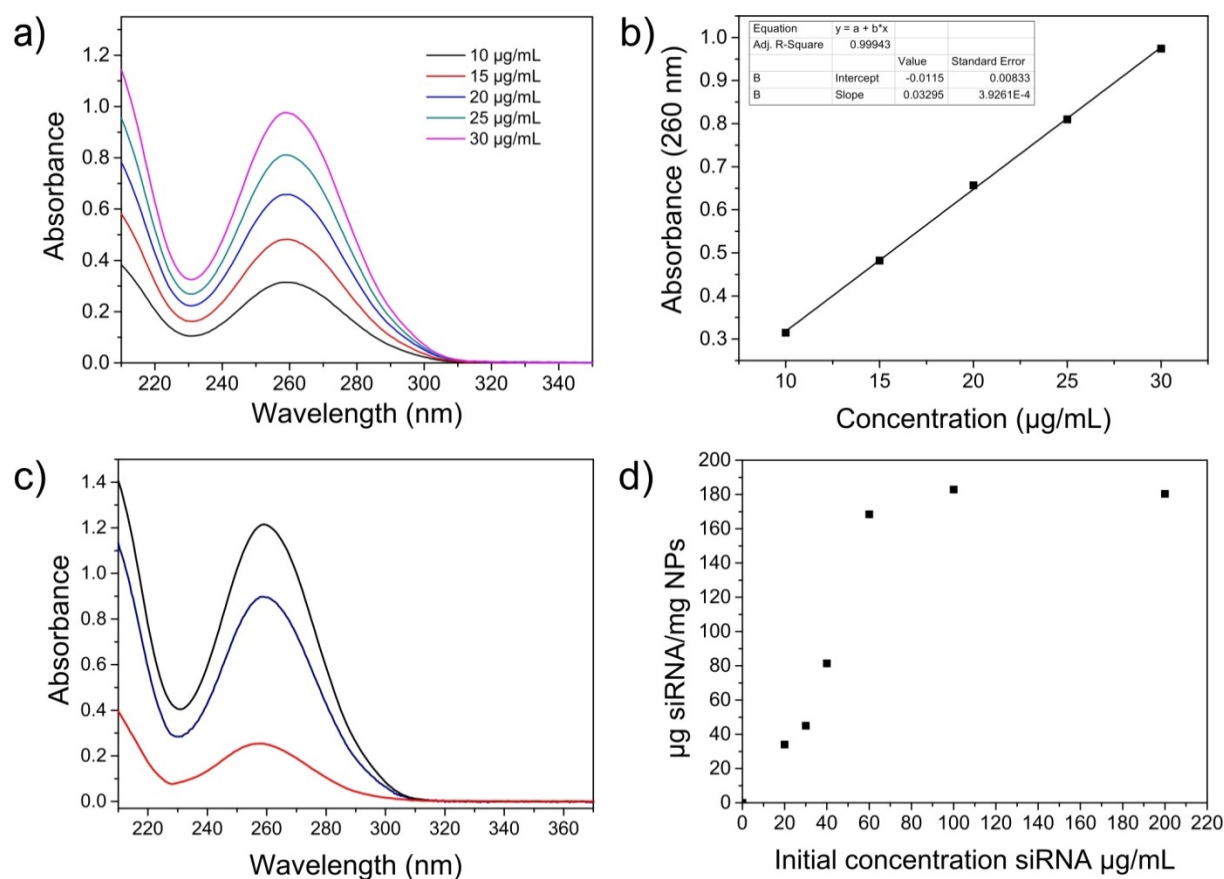 a)
Absorbance
1.2
1.0
0.8
0.6
0.4
0.2
0.0
10 µg/mL
15 µg/mL
20 µg/mL
25 µg/mL
30 µg/mL
220 240 260 280 300 320 340
Wavelength (nm)
b)
Absorbance (260 nm)
1.0
0.9
0.8
0.7
0.6
0.5
0.4
0.3
Equation y = a + b*x
Adj. R-Square 0.99943
Value Standard Error
B Intercept -0.0115 0.00833
B Slope 0.03295 3.9261E-4
10 15 20 25 30
Concentration (µg/mL)
c)
Absorbance
1.4
1.2
1.0
0.8
0.6
0.4
0.2
0.0
220 240 260 280 300 320 340 360
Wavelength (nm)
d)
µg siRNA/mg NPs
200
180
160
140
120
100
80
60
40
20
0
0 20 40 60 80 100 120 140 160 180 200 220
Initial concentration siRNA µg/mL